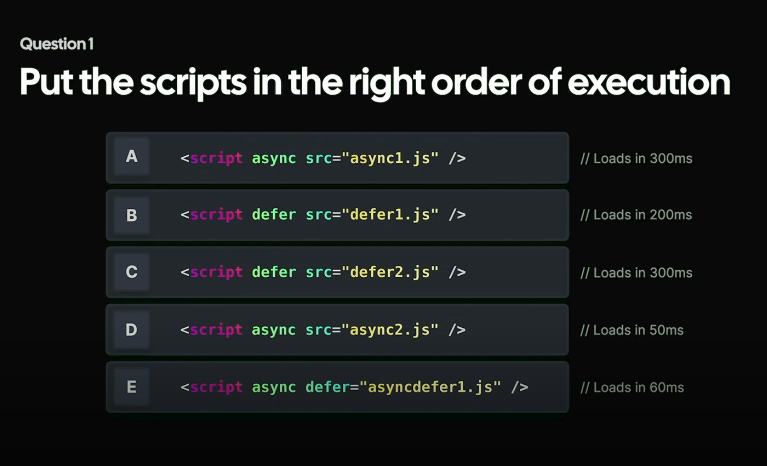 Question 1
Put the scripts in the right order of execution
A <script async src="async1.js" /> // Loads in 300ms
B <script defer src="defer1.js" /> // Loads in 200ms
C <script defer src="defer2.js" /> // Loads in 300ms
D <script async src="async2.js" /> // Loads in 50ms
E <script async defer="asyncdefer1.js" /> // Loads in 60ms